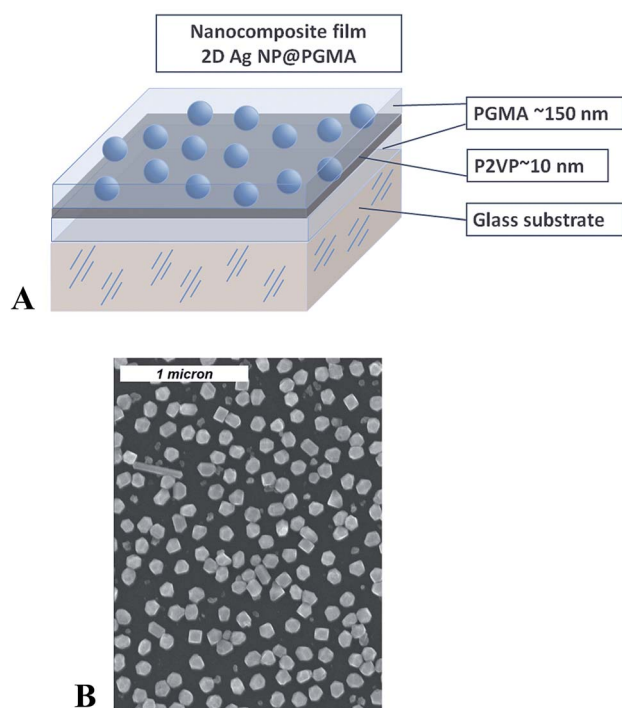 Nanocomposite film
2D Ag NP@PGMA
PGMA ~150 nm
P2VP~10 nm
Glass substrate
A
1 micron
B